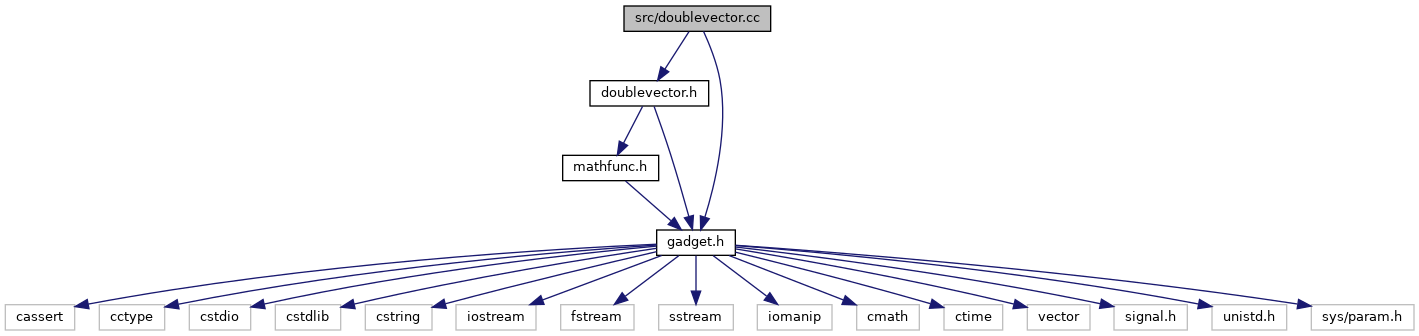 src/doublevector.cc
doublevector.h
mathfunc.h
gadget.h
cassert
cctype
cstdio
cstdlib
cstring
iostream
fstream
sstream
iomanip
cmath
ctime
vector
signal.h
unistd.h
sys/param.h